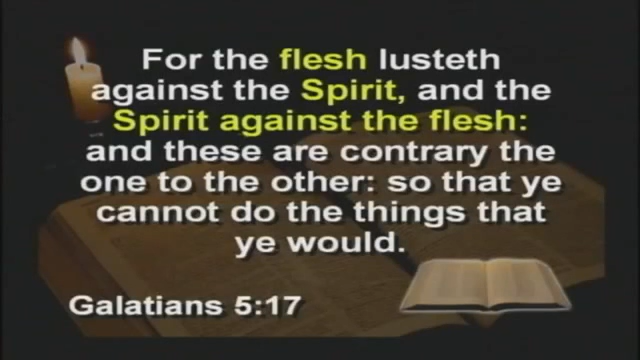 For the flesh lusteth
against the Spirit, and the
Spirit against the flesh:
and these are contrary the
one to the other: so that ye
cannot do the things that
ye would.
Galatians 5:17